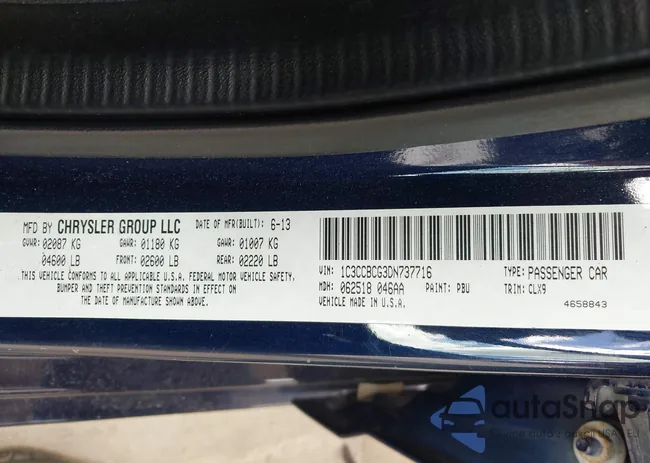 MFD BY CHRYSLER GROUP LLC DATE OF MFR(BUILT): 6-13
GVWR: 02087 KG GAWR: 01180 KG GAWR: 01007 KG
04600 LB FRONT: 02600 LB REAR: 02220 LB
THIS VEHICLE CONFORMS TO ALL APPLICABLE U.S.A. FEDERAL MOTOR VEHICLE SAFETY,
BUMPER AND THEFT PREVENTION STANDARDS IN EFFECT ON
THE DATE OF MANUFACTURE SHOWN ABOVE.
VIN: 1C3CCBCG3DN737716 TYPE: PASSENGER CAR
MDH: 062518 046AA PAINT: PBU TRIM: CLX9
VEHICLE MADE IN U.S.A. 4658843
autoSnap